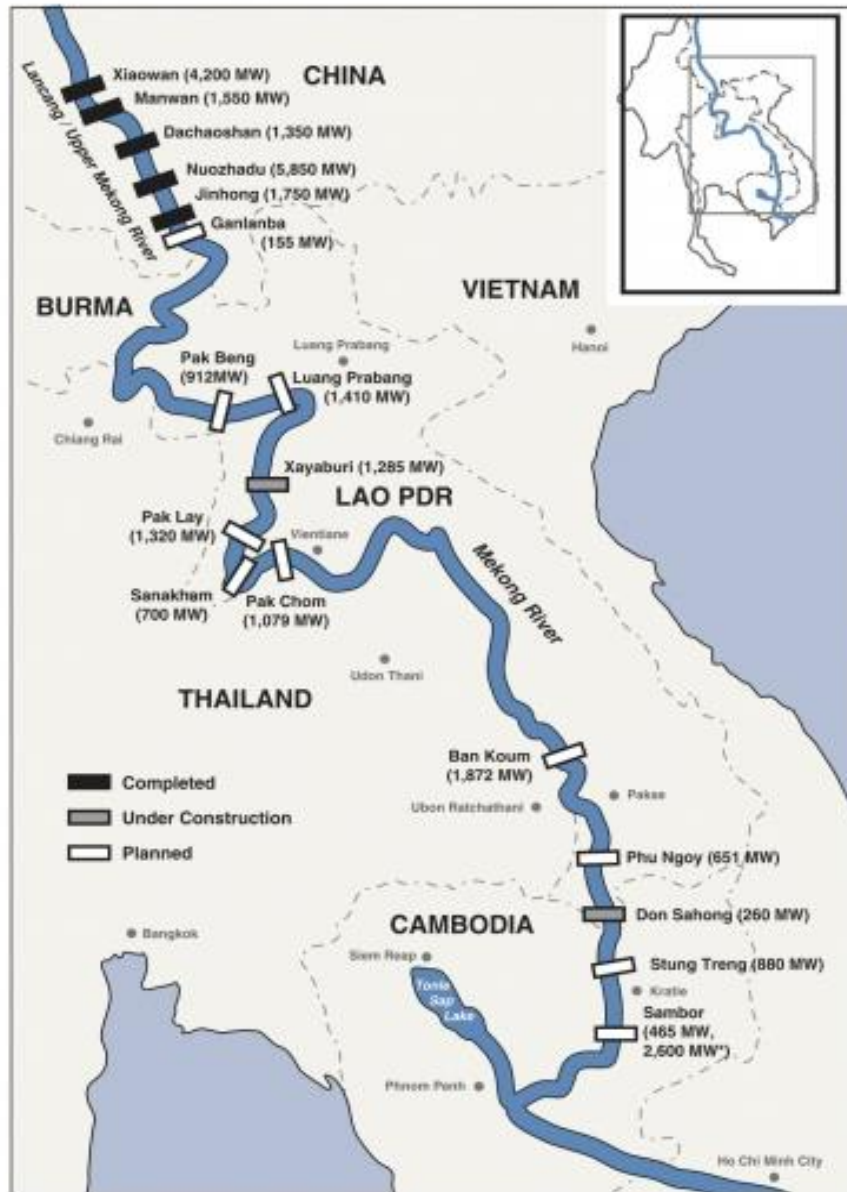 Xiaowan (4,200 MW)
CHINA
Manwan (1,550 MW)
Lancang / Upper Mekong River
Dachaoshan (1,350 MW)
Nuozhadu (5,850 MW)
Jinhong (1,750 MW)
Ganlanba
(155 MW)
BURMA
VIETNAM
Hanoi
Luang Prabang
Pak Beng
(912MW)
Luang Prabang
(1,410 MW)
Chiang Rai
Xayaburi (1,285 MW)
LAO PDR
Pak Lay
(1,320 MW)
Vientiane
Mekong River
Sanakham
(700 MW)
Pak Chom
(1,079 MW)
Udon Thani
THAILAND
Ban Koum
(1,872 MW)
Completed
Under Construction
Planned
Ubon Ratchathani
Pakse
Phu Ngoy (651 MW)
CAMBODIA
Don Sahong (260 MW)
Bangkok
Siem Reap
Stung Treng (880 MW)
Tonle
Sap
Lake
Kratie
Sambor
(465 MW,
2,600 MW*)
Phnom Penh
Ho Chi Minh City